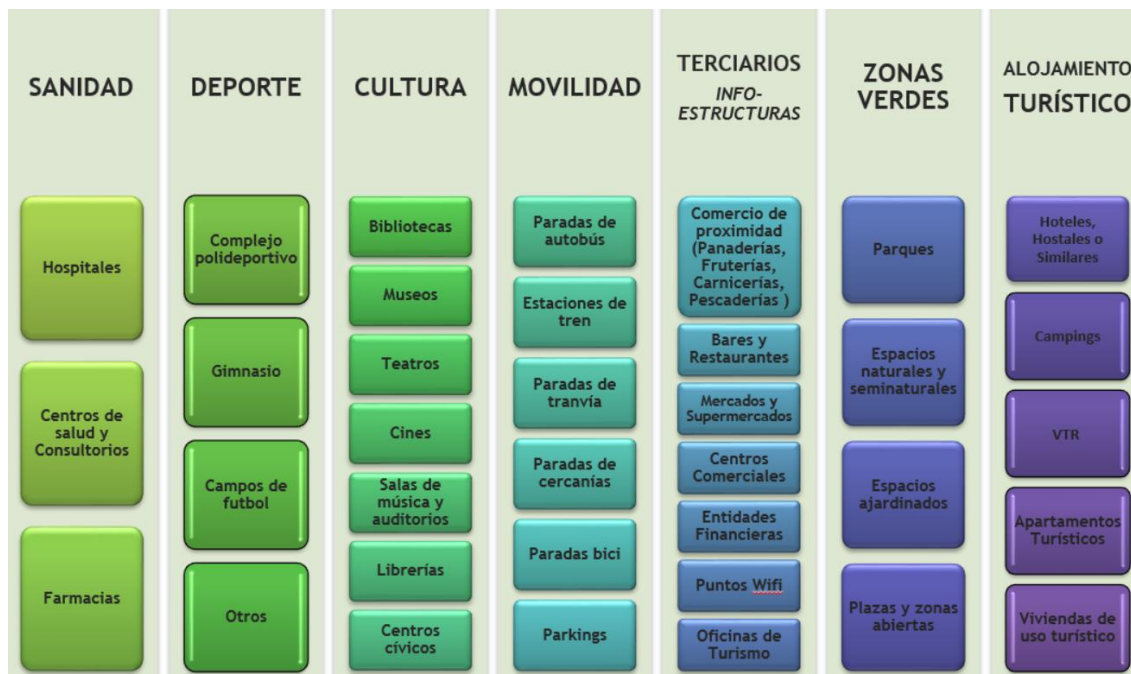 SANIDAD
Hospitales
Centros de
salud y
Consultorios
Farmacias
DEPORTE
Complejo
polideportivo
Gimnasio
Campos de
futbol
Otros
CULTURA
Bibliotecas
Museos
Teatros
Cines
Salas de
música y
auditorios
Librerías
Centros
cívicos
MOVILIDAD
Paradas de
autobús
Estaciones de
tren
Paradas de
tranvía
Paradas de
cercanías
Paradas bici
Parkings
TERCIARIOS
INFO-
ESTRUCTURAS
Comercio de
proximidad
(Panaderías,
Fruterías,
Carnicerías,
Pescaderías )
Bares y
Restaurantes
Mercados y
Supermercados
Centros
Comerciales
Entidades
Financieras
Puntos Wifi
Oficinas de
Turismo
ZONAS
VERDES
Parques
Espacios
naturales y
seminaturales
Espacios
ajardinados
Plazas y zonas
abiertas
ALOJAMIENTO
TURÍSTICO
Hoteles,
Hostales o
Similares
Campings
VTR
Apartamentos
Turísticos
Viviendas de
uso turístico